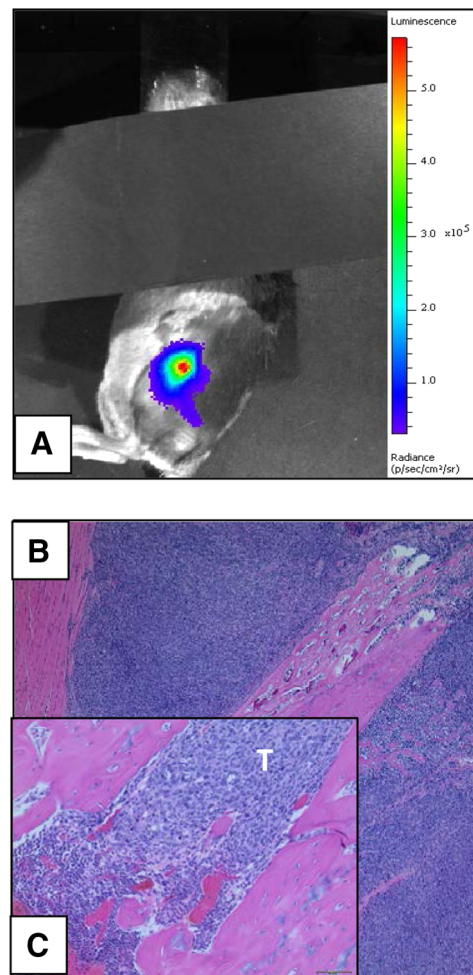 Luminescence
5.0
4.0
3.0
x10⁵
2.0
1.0
Radiance
(p/sec/cm²/sr)
A
B
T
C